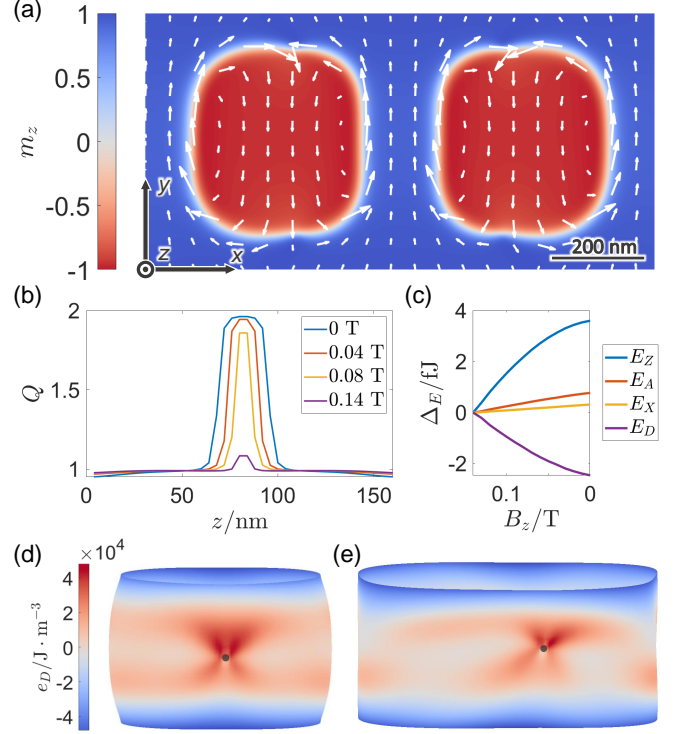 (a)
1
0.5
0
-0.5
-1
m_z
y
z
x
200 nm
(b)
2
1.5
1
Q
0
50
100
150
z/nm
0 T
0.04 T
0.08 T
0.14 T
(c)
4
2
0
-2
Δ_E/fJ
0.1
0
B_z/T
E_Z
E_A
E_X
E_D
(d)
×10⁴
4
2
0
-2
-4
e_D/J · m⁻³
(e)